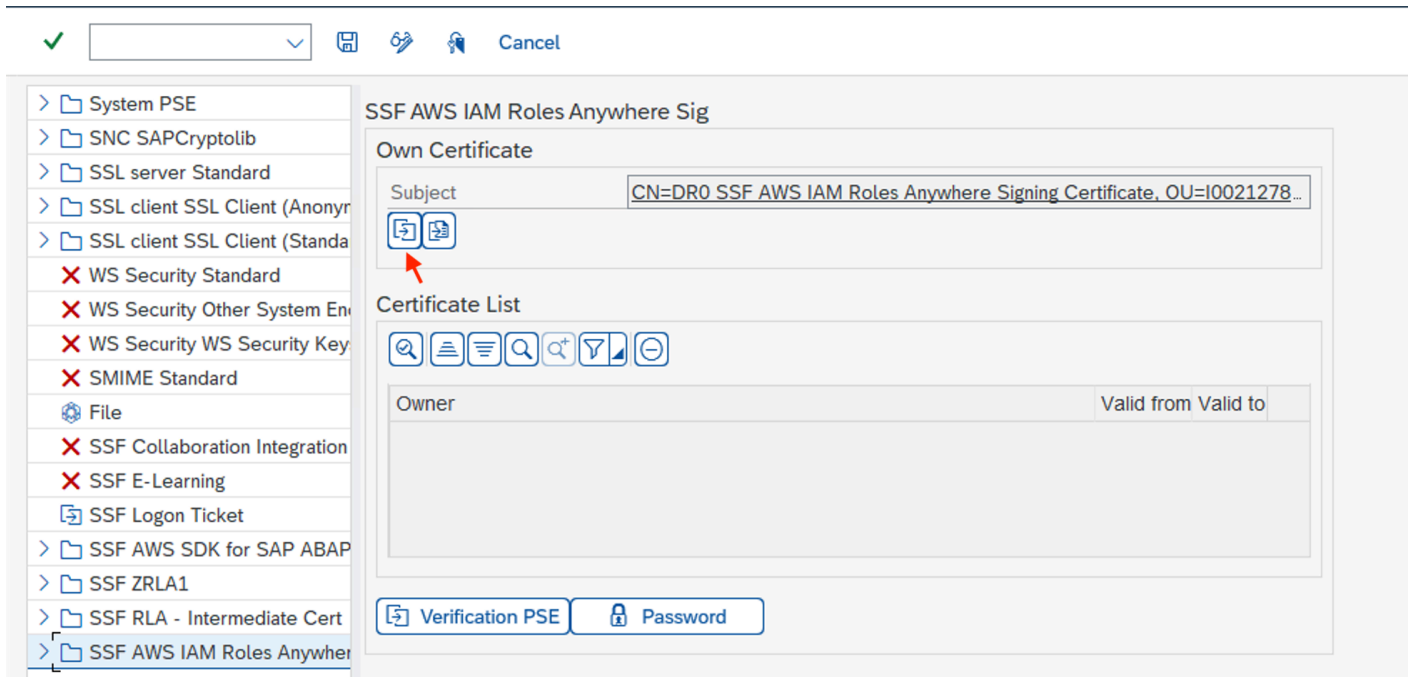 Cancel
System PSE
SNC SAPCryptolib
SSL server Standard
SSL client SSL Client (Anonyr
SSL client SSL Client (Standa
WS Security Standard
WS Security Other System En
WS Security WS Security Key
SMIME Standard
File
SSF Collaboration Integration
SSF E-Learning
SSF Logon Ticket
SSF AWS SDK for SAP ABAP
SSF ZRLA1
SSF RLA - Intermediate Cert
SSF AWS IAM Roles Anywher
SSF AWS IAM Roles Anywhere Sig
Own Certificate
Subject CN=DR0 SSF AWS IAM Roles Anywhere Signing Certificate, OU=I0021278...
Certificate List
Owner Valid from Valid to
Verification PSE Password